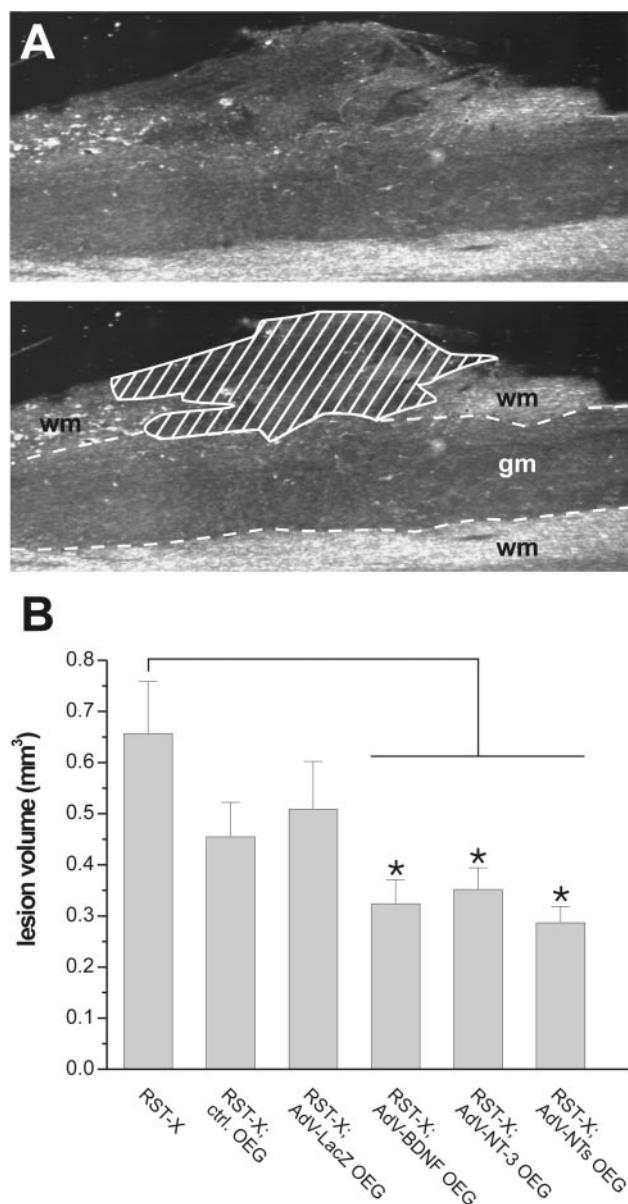 A
wm
wm
gm
wm
B
lesion volume (mm³)
0.8
0.7
0.6
0.5
0.4
0.3
0.2
0.1
0.0
*
*
*
RST-X
RST-X;
ctrl. OEG
RST-X;
AdV-LacZ OEG
RST-X;
AdV-BDNF OEG
RST-X;
AdV-NT-3 OEG
RST-X;
AdV-NTs OEG